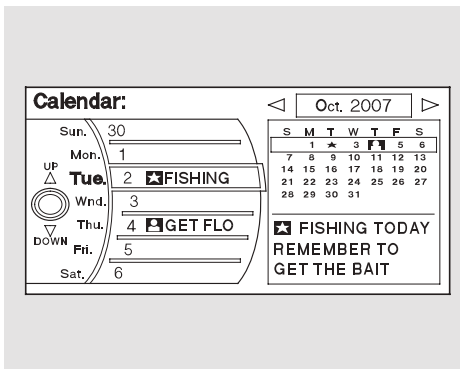 Calendar:
Oct. 2007
UP
DOWN
Sun. 30
Mon. 1
Tue. 2 FISHING
Wnd. 3
Thu. 4 GET FLO
Fri. 5
Sat. 6
S M T W T F S
1 3 5 6
7 8 9 10 11 12 13
14 15 16 17 18 19 20
21 22 23 24 25 26 27
28 29 30 31
FISHING TODAY
REMEMBER TO
GET THE BAIT